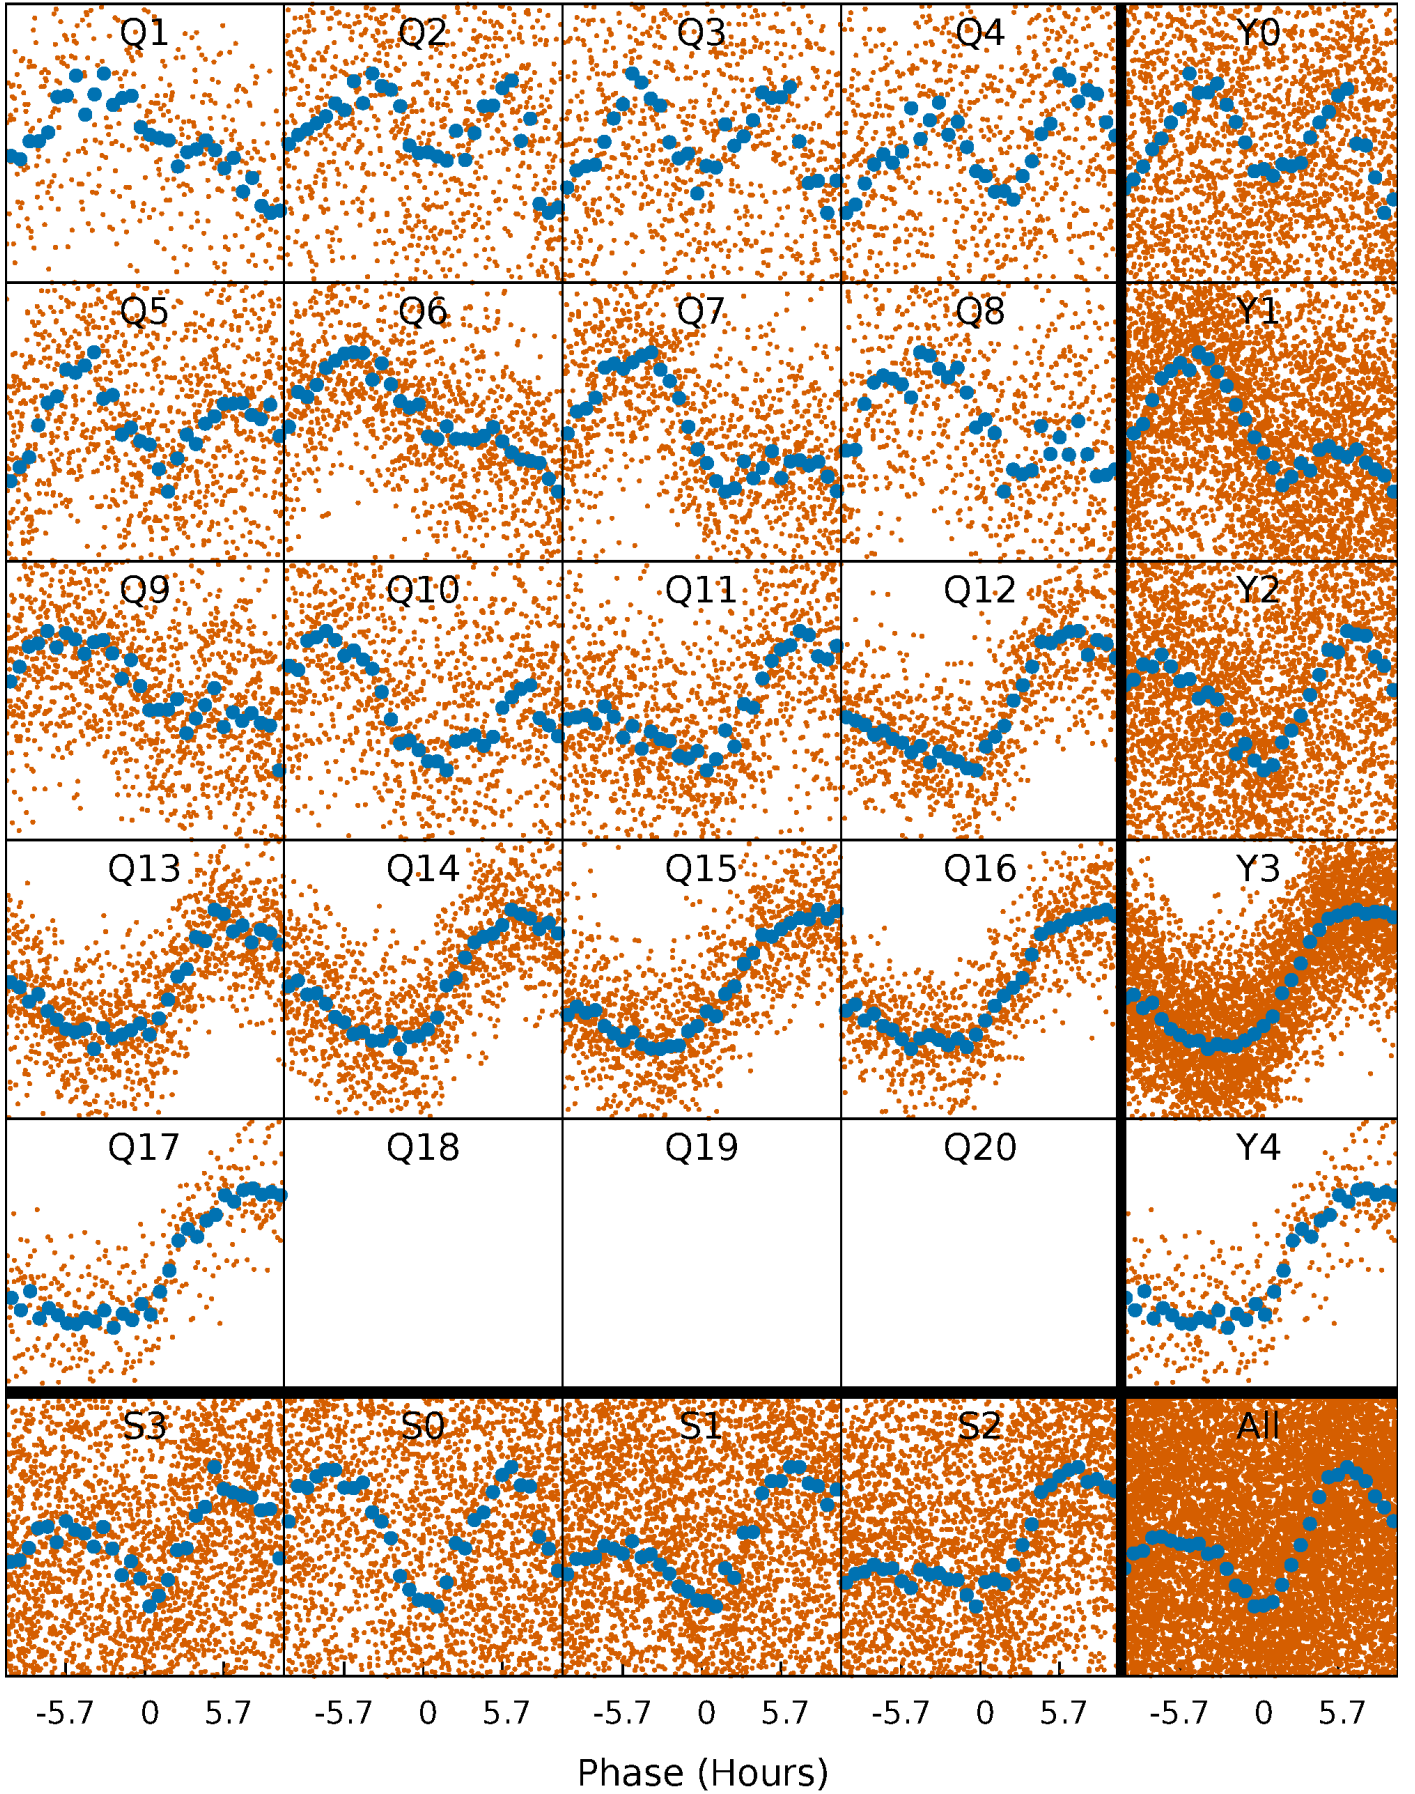 Q1 Q2 Q3 Q4 Y0
Q5 Q6 Q7 Q8 Y1
Q9 Q10 Q11 Q12 Y2
Q13 Q14 Q15 Q16 Y3
Q17 Q18 Q19 Q20 Y4
S3 S0 S1 S2 All
-5.7 0 5.7 -5.7 0 5.7 -5.7 0 5.7 -5.7 0 5.7 -5.7 0 5.7
Phase (Hours)